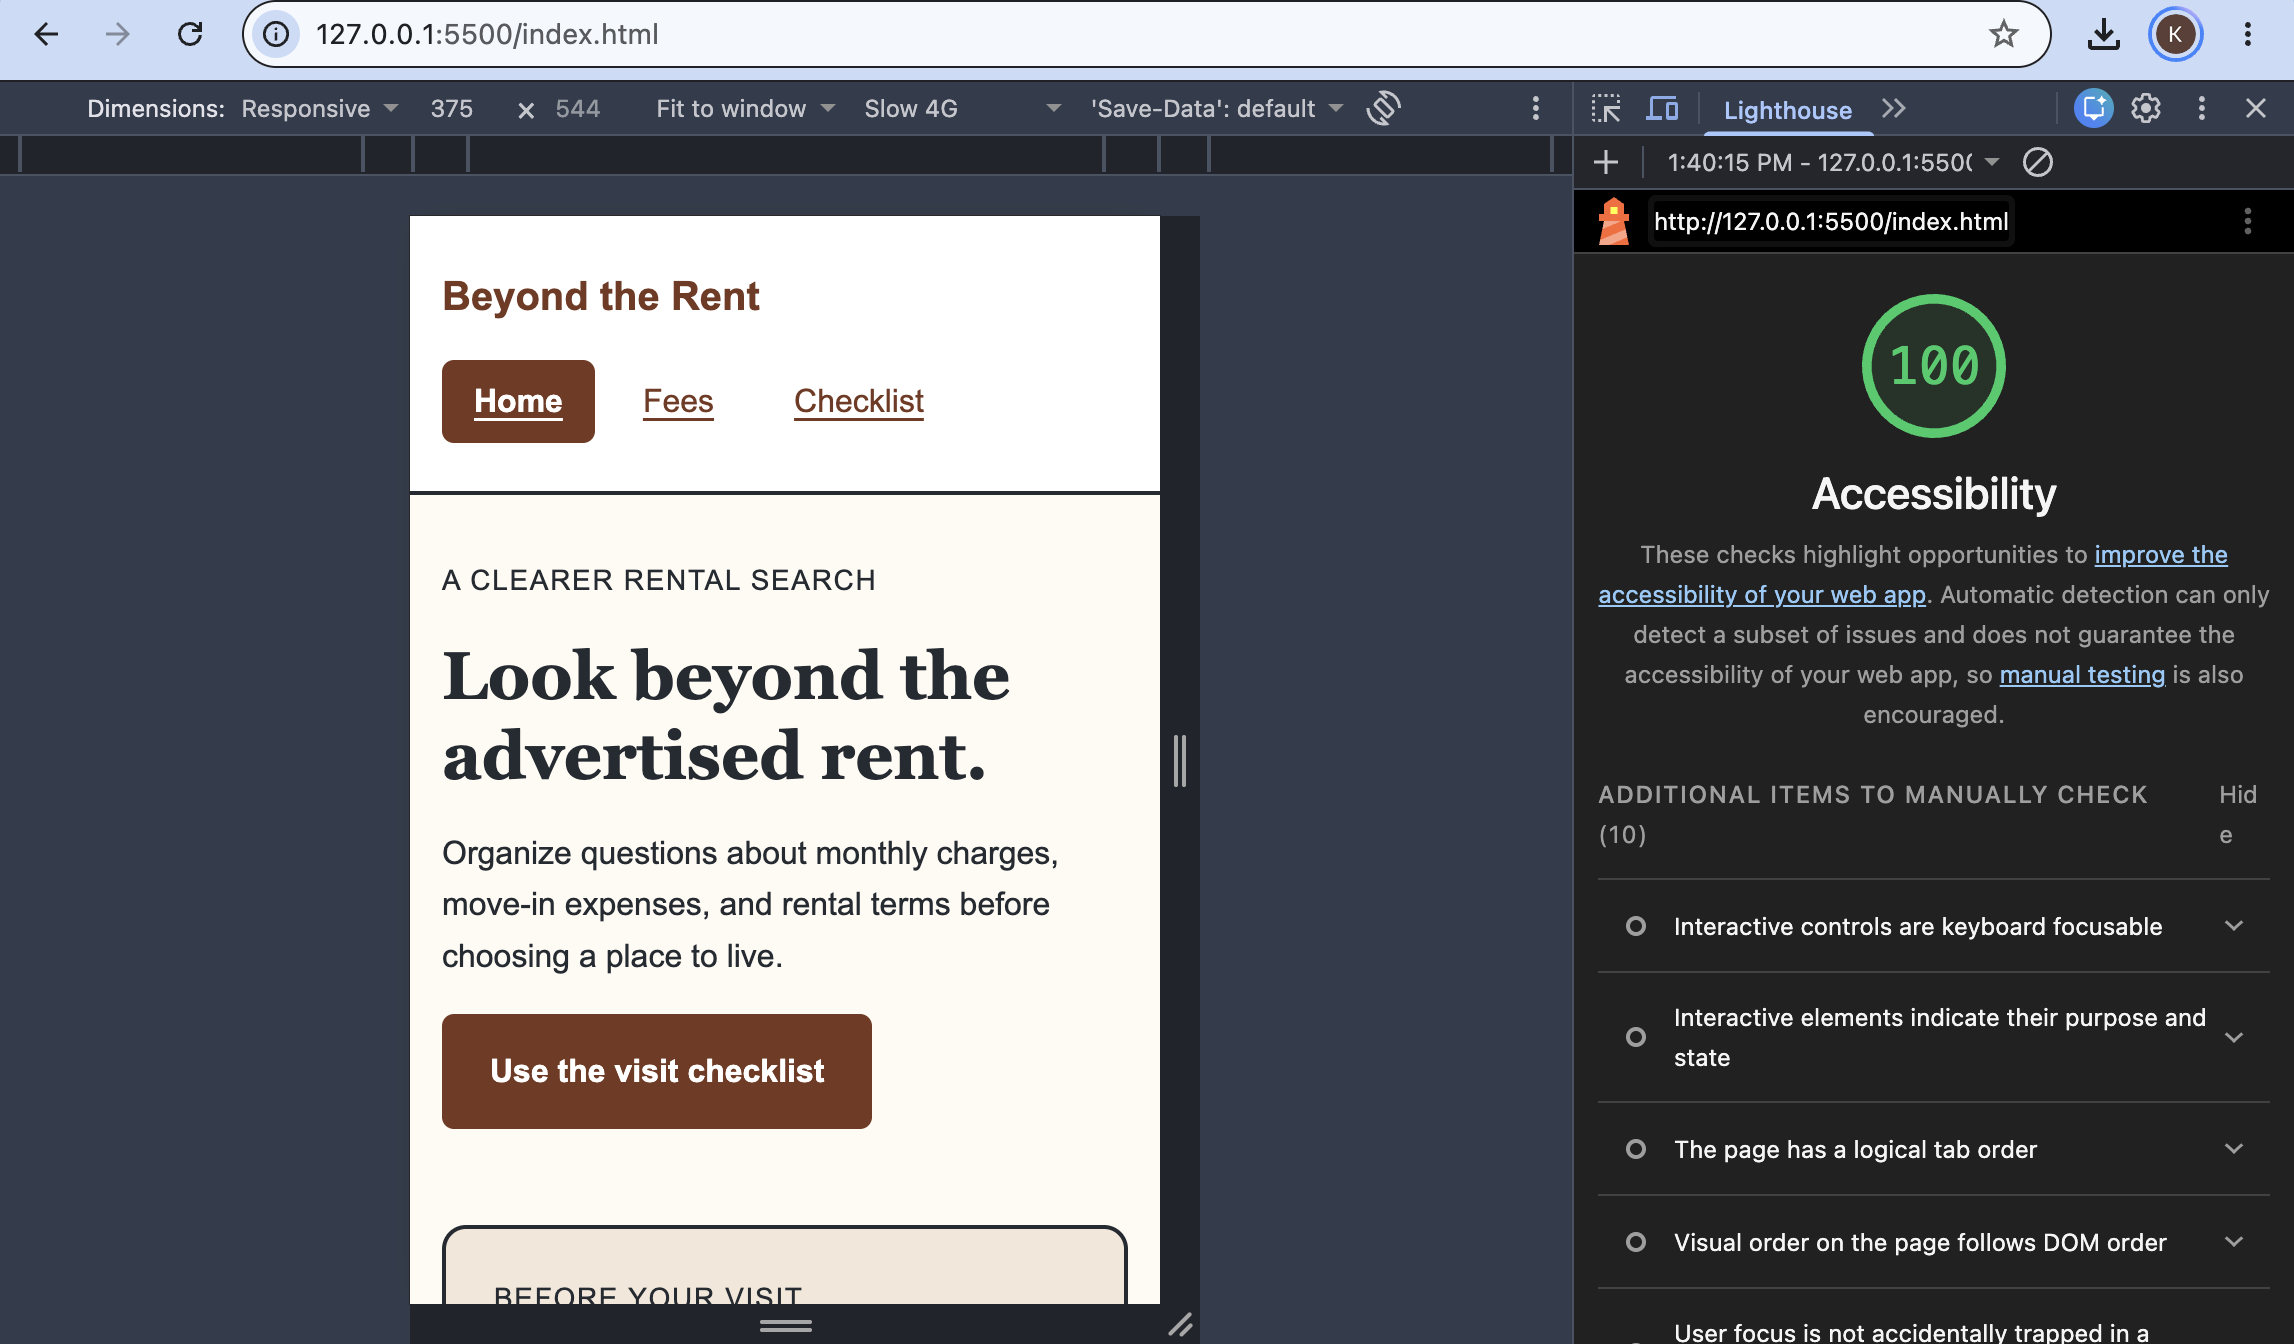 127.0.0.1:5500/index.html
K
Dimensions: Responsive 375 × 544 Fit to window Slow 4G 'Save-Data': default
Lighthouse
1:40:15 PM - 127.0.0.1:550
http://127.0.0.1:5500/index.html
Beyond the Rent
Home Fees Checklist
A CLEARER RENTAL SEARCH
Look beyond the
advertised rent.
Organize questions about monthly charges,
move-in expenses, and rental terms before
choosing a place to live.
Use the visit checklist
BEFORE YOUR VISIT
100
Accessibility
These checks highlight opportunities to improve the
accessibility of your web app. Automatic detection can only
detect a subset of issues and does not guarantee the
accessibility of your web app, so manual testing is also
encouraged.
ADDITIONAL ITEMS TO MANUALLY CHECK
(10)
Hid
e
Interactive controls are keyboard focusable
Interactive elements indicate their purpose and
state
The page has a logical tab order
Visual order on the page follows DOM order
User focus is not accidentally trapped in a